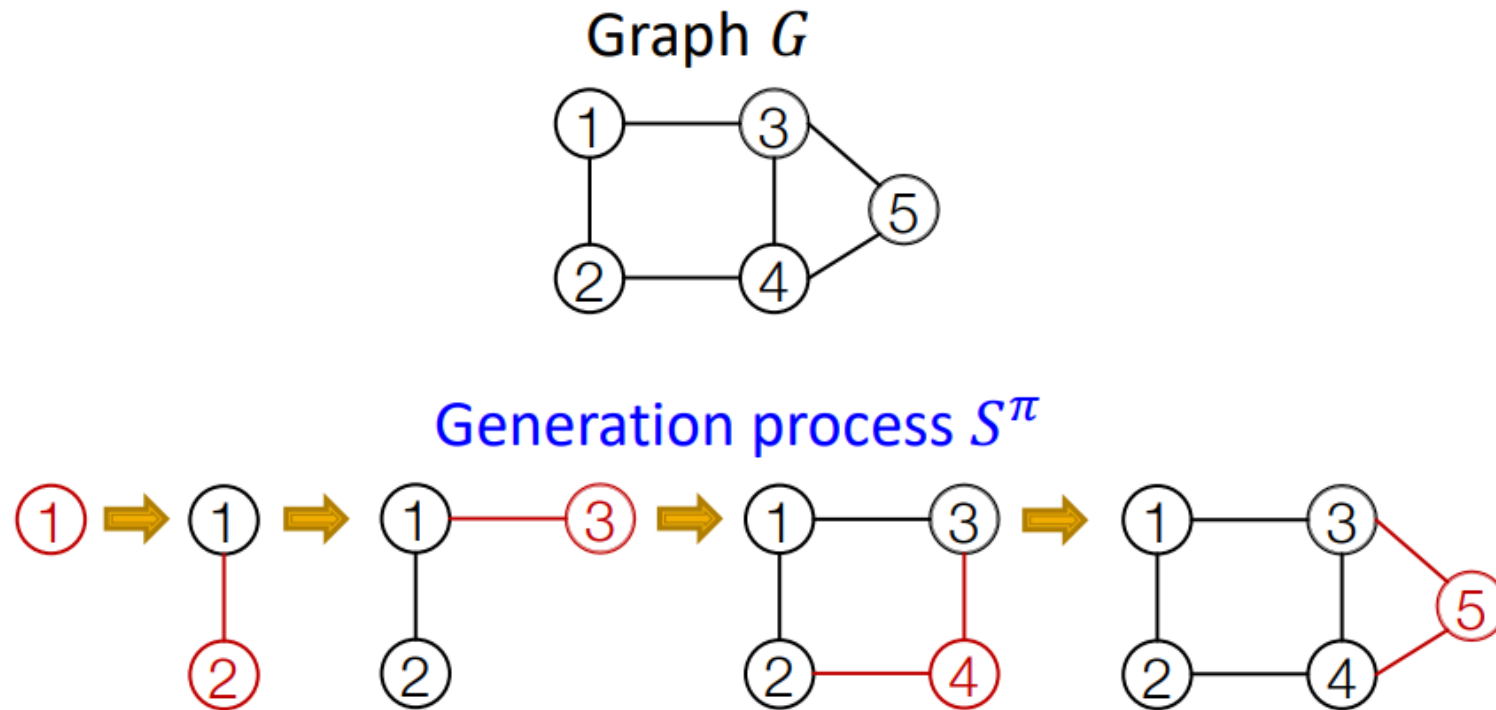 Graph G
1 3
5
2 4
Generation process S^π
1 1 1 3 1 3 1 3
5
2 2 2 4 2 4